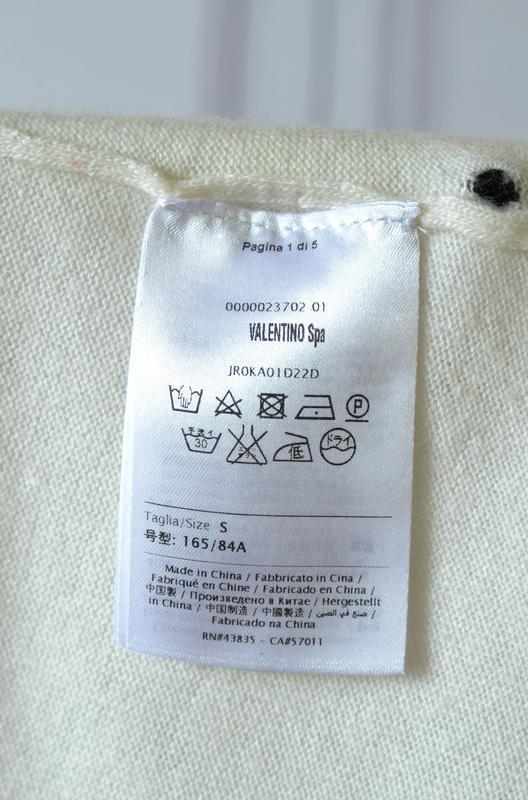 Pagina 1 di 5
0000023702 01
VALENTINO Spa
JR0KA01D22D
P
手洗イ 30 低 ドライ
Taglia/Size S
号型: 165/84A
Made in China / Fabbricato in Cina /
Fabriqué en Chine / Fabricado en China /
中国製 / Произведено в Китае / Hergestellt
in China / 中国制造 / 中國製造 / صنع في الصين /
Fabricado na China
RN#43835 - CA#57011